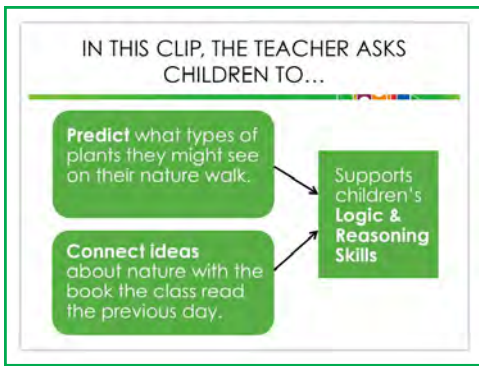 IN THIS CLIP, THE TEACHER ASKS
CHILDREN TO…
Predict what types of
plants they might see
on their nature walk.
Connect ideas
about nature with the
book the class read
the previous day.
Supports
children's
Logic &
Reasoning
Skills